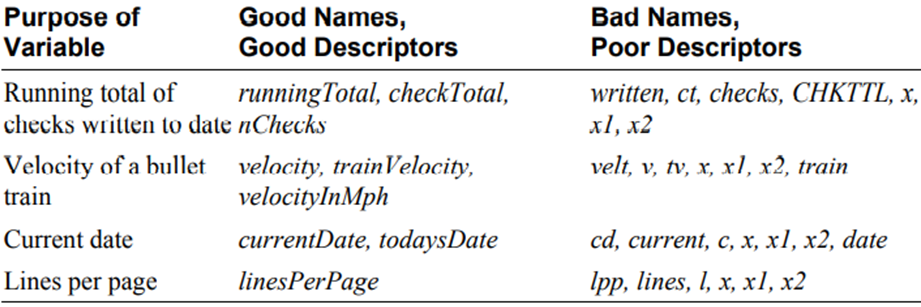 Purpose of Variable | Good Names, Good Descriptors | Bad Names, Poor Descriptors
Running total of checks written to date | runningTotal, checkTotal, nChecks | written, ct, checks, CHKTTL, x, x1, x2
Velocity of a bullet train | velocity, trainVelocity, velocityInMph | velt, v, tv, x, x1, x2, train
Current date | currentDate, todaysDate | cd, current, c, x, x1, x2, date
Lines per page | linesPerPage | lpp, lines, l, x, x1, x2